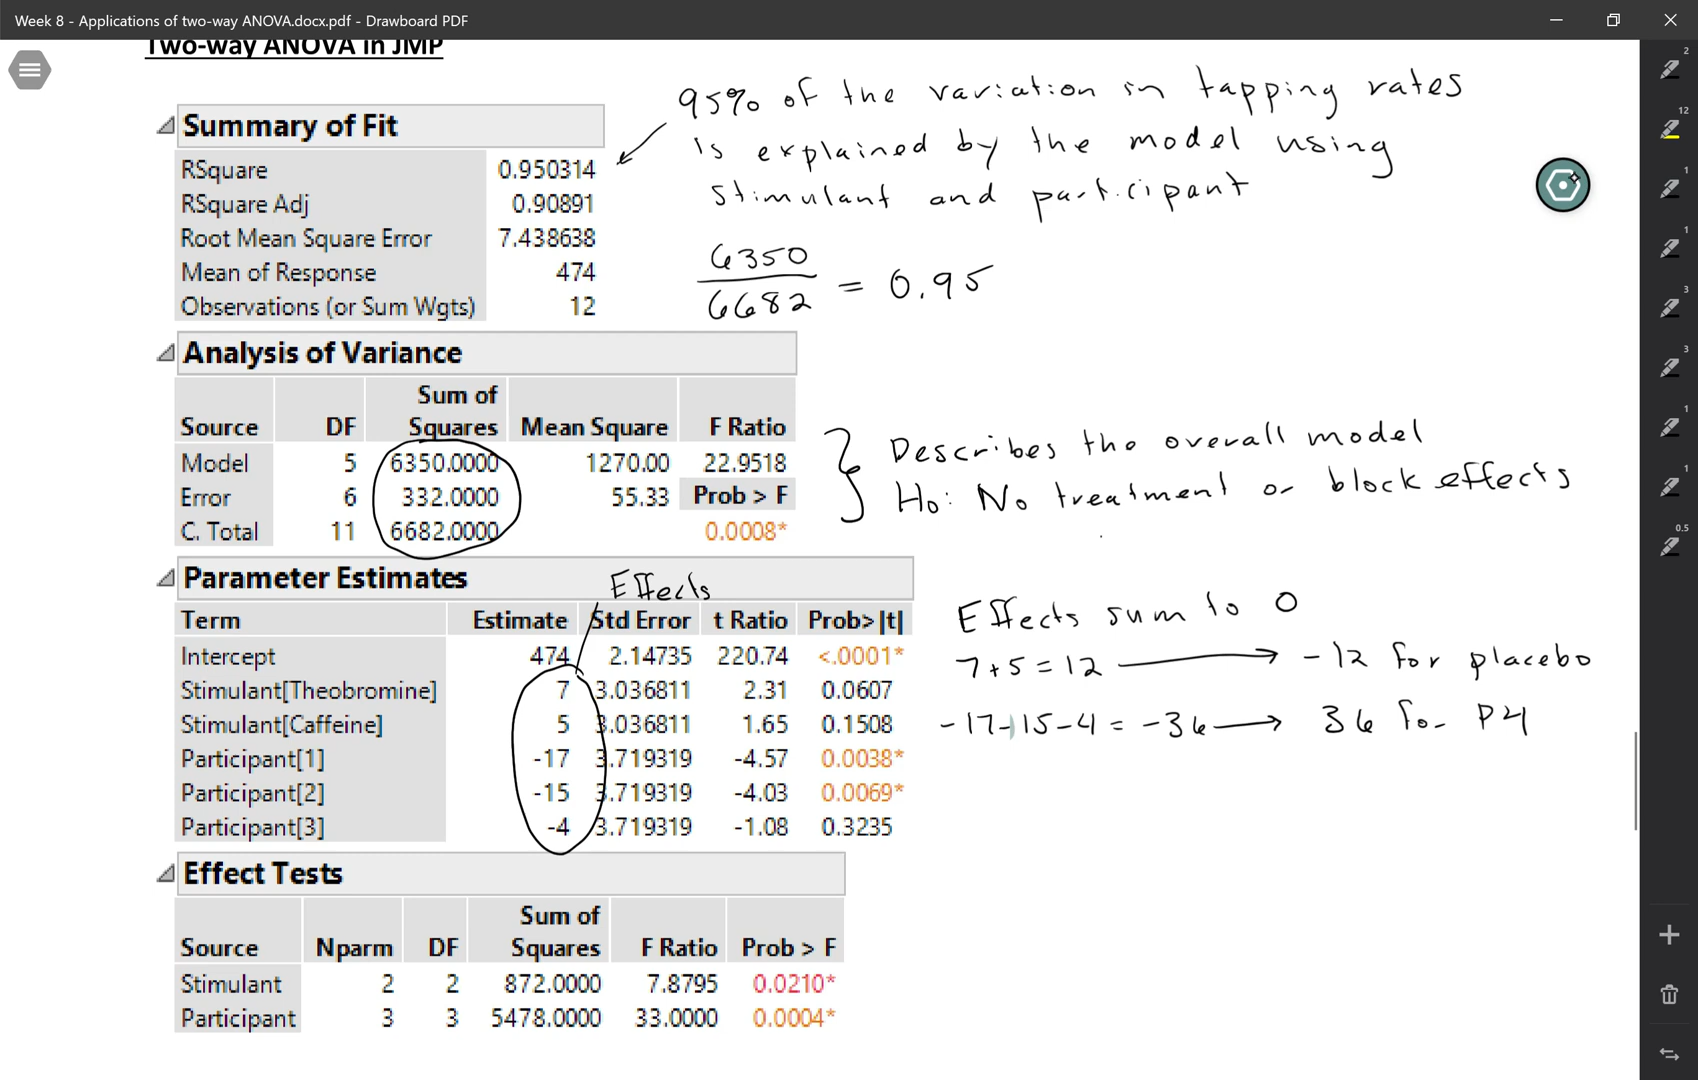 Week 8 - Applications of two-way ANOVA.docx.pdf - Drawboard PDF
Two-way ANOVA in JMP
95% of the variation in tapping rates
is explained by the model using
stimulant and participant
Summary of Fit
RSquare 0.950314
RSquare Adj 0.90891
Root Mean Square Error 7.438638
Mean of Response 474
Observations (or Sum Wgts) 12
6350
6682 = 0.95
Analysis of Variance
Sum of
Source DF Squares Mean Square F Ratio
Model 5 6350.0000 1270.00 22.9518
Error 6 332.0000 55.33 Prob > F
C. Total 11 6682.0000 0.0008*
Describes the overall model
Ho: No treatment or block effects
Parameter Estimates
Effects
Term Estimate Std Error t Ratio Prob>|t|
Intercept 474 2.14735 220.74 <.0001*
Stimulant[Theobromine] 7 3.036811 2.31 0.0607
Stimulant[Caffeine] 5 3.036811 1.65 0.1508
Participant[1] -17 3.719319 -4.57 0.0038*
Participant[2] -15 3.719319 -4.03 0.0069*
Participant[3] -4 3.719319 -1.08 0.3235
Effects sum to 0
7+5=12 → -12 for placebo
-17-15-4 = -36 → 36 for P4
Effect Tests
Sum of
Source Nparm DF Squares F Ratio Prob > F
Stimulant 2 2 872.0000 7.8795 0.0210*
Participant 3 3 5478.0000 33.0000 0.0004*
2
12
1
1
3
3
1
1
0.5